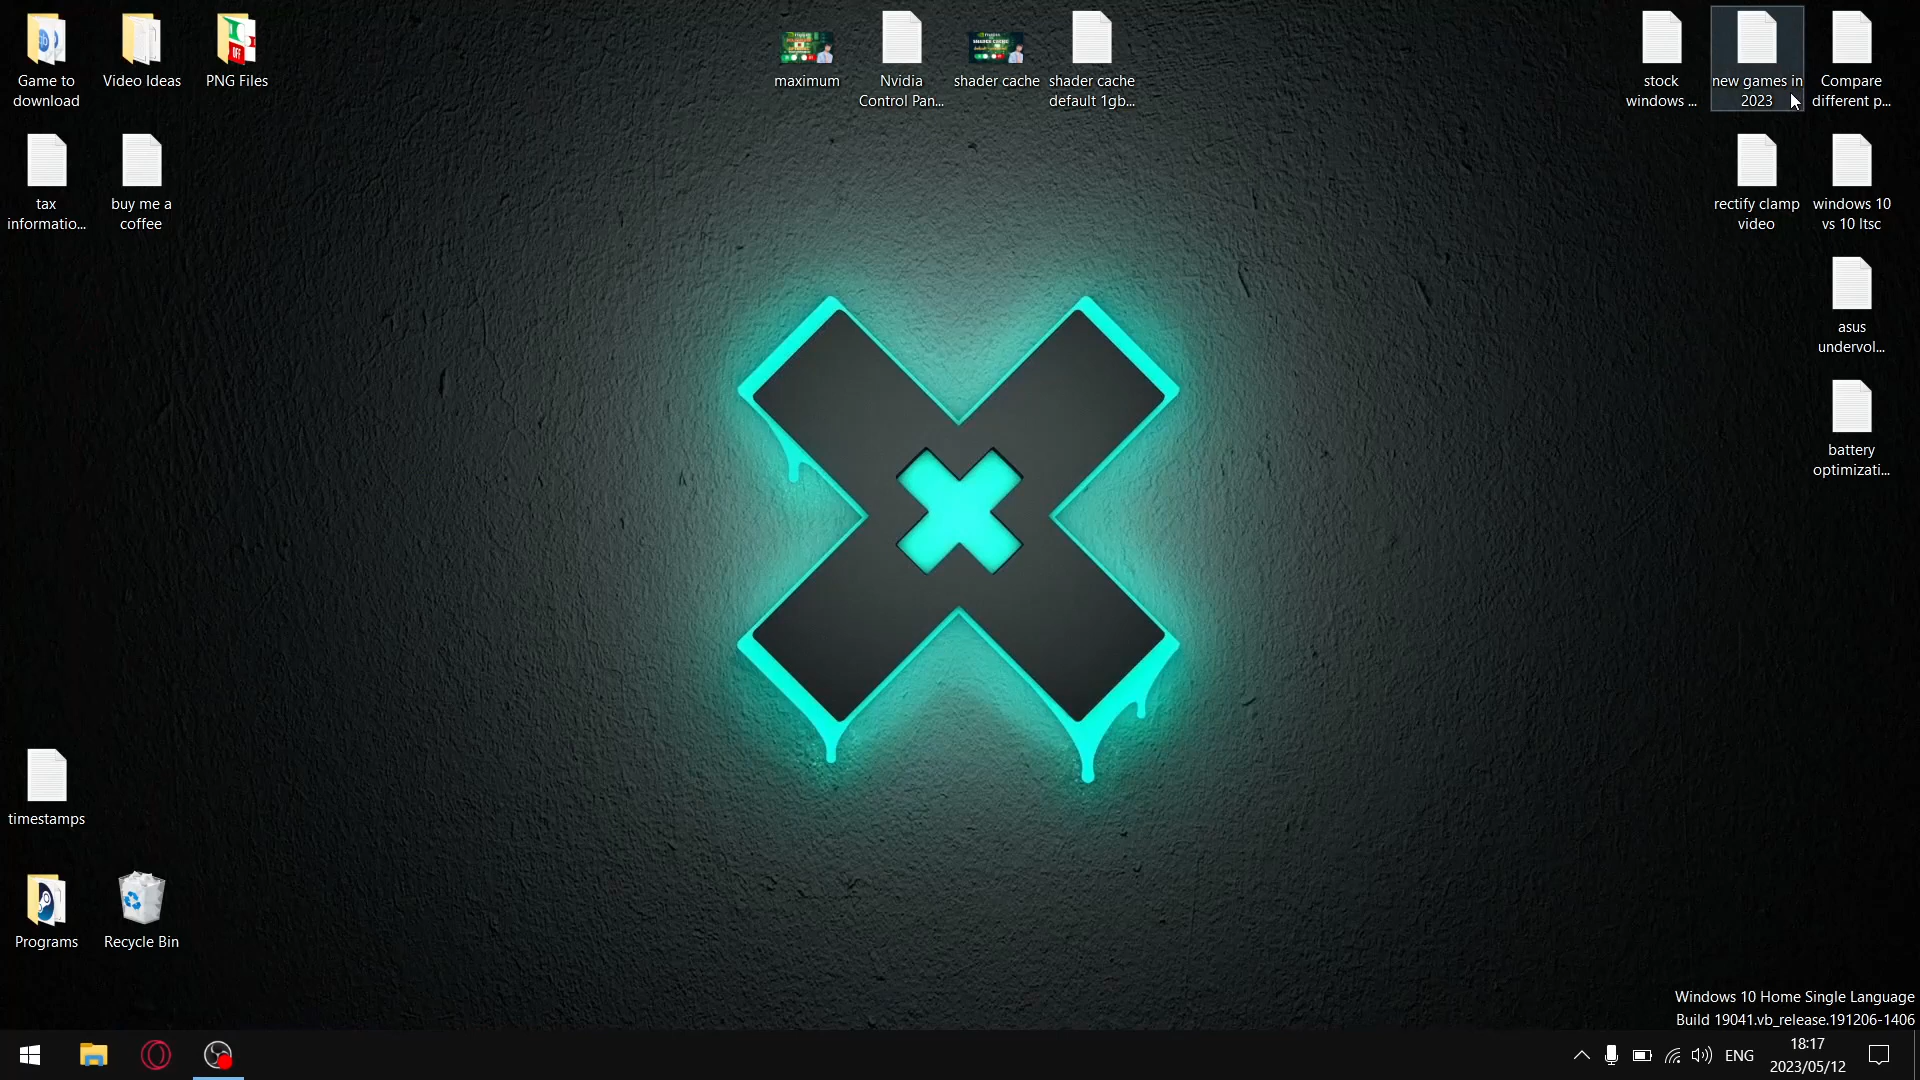 Game to
download
Video Ideas
PNG Files
maximum
Nvidia
Control Pan...
shader cache
shader cache
default 1gb...
stock
windows ...
new games in
2023
Compare
different p...
tax
informatio...
buy me a
coffee
rectify clamp
video
windows 10
vs 10 ltsc
asus
undervol...
battery
optimizati...
timestamps
Programs
Recycle Bin
Windows 10 Home Single Language
Build 19041.vb_release.191206-1406
ENG
18:17
2023/05/12